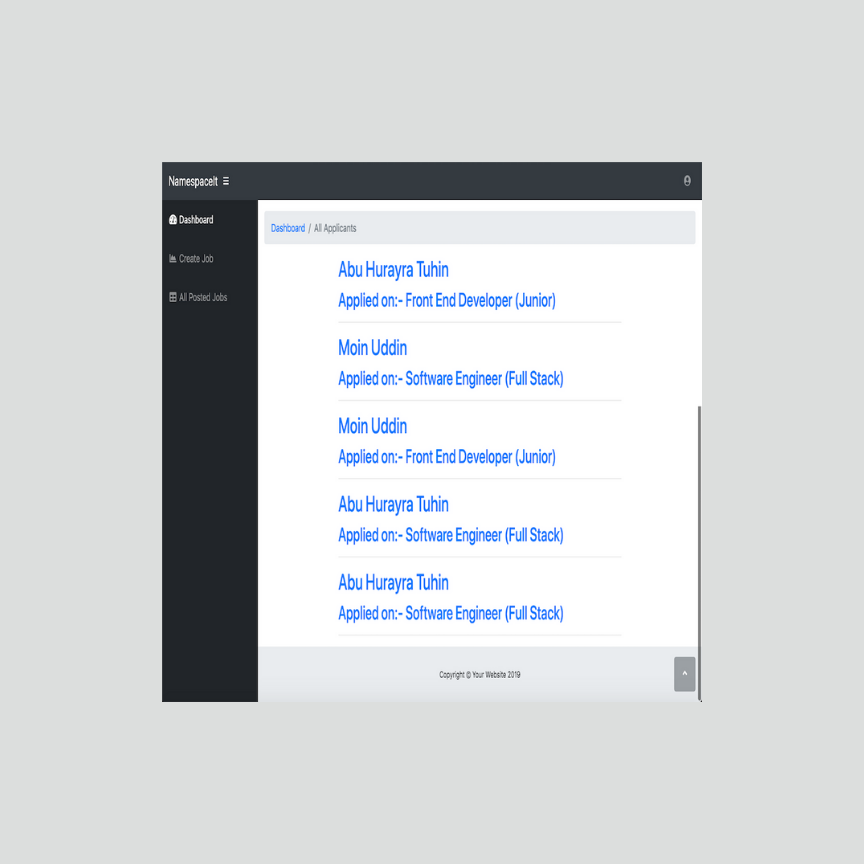 NamespaceIt
Dashboard
Create Job
All Posted Jobs
Dashboard / All Applicants
Abu Hurayra Tuhin
Applied on:- Front End Developer (Junior)
Moin Uddin
Applied on:- Software Engineer (Full Stack)
Moin Uddin
Applied on:- Front End Developer (Junior)
Abu Hurayra Tuhin
Applied on:- Software Engineer (Full Stack)
Abu Hurayra Tuhin
Applied on:- Software Engineer (Full Stack)
Copyright © Your Website 2019